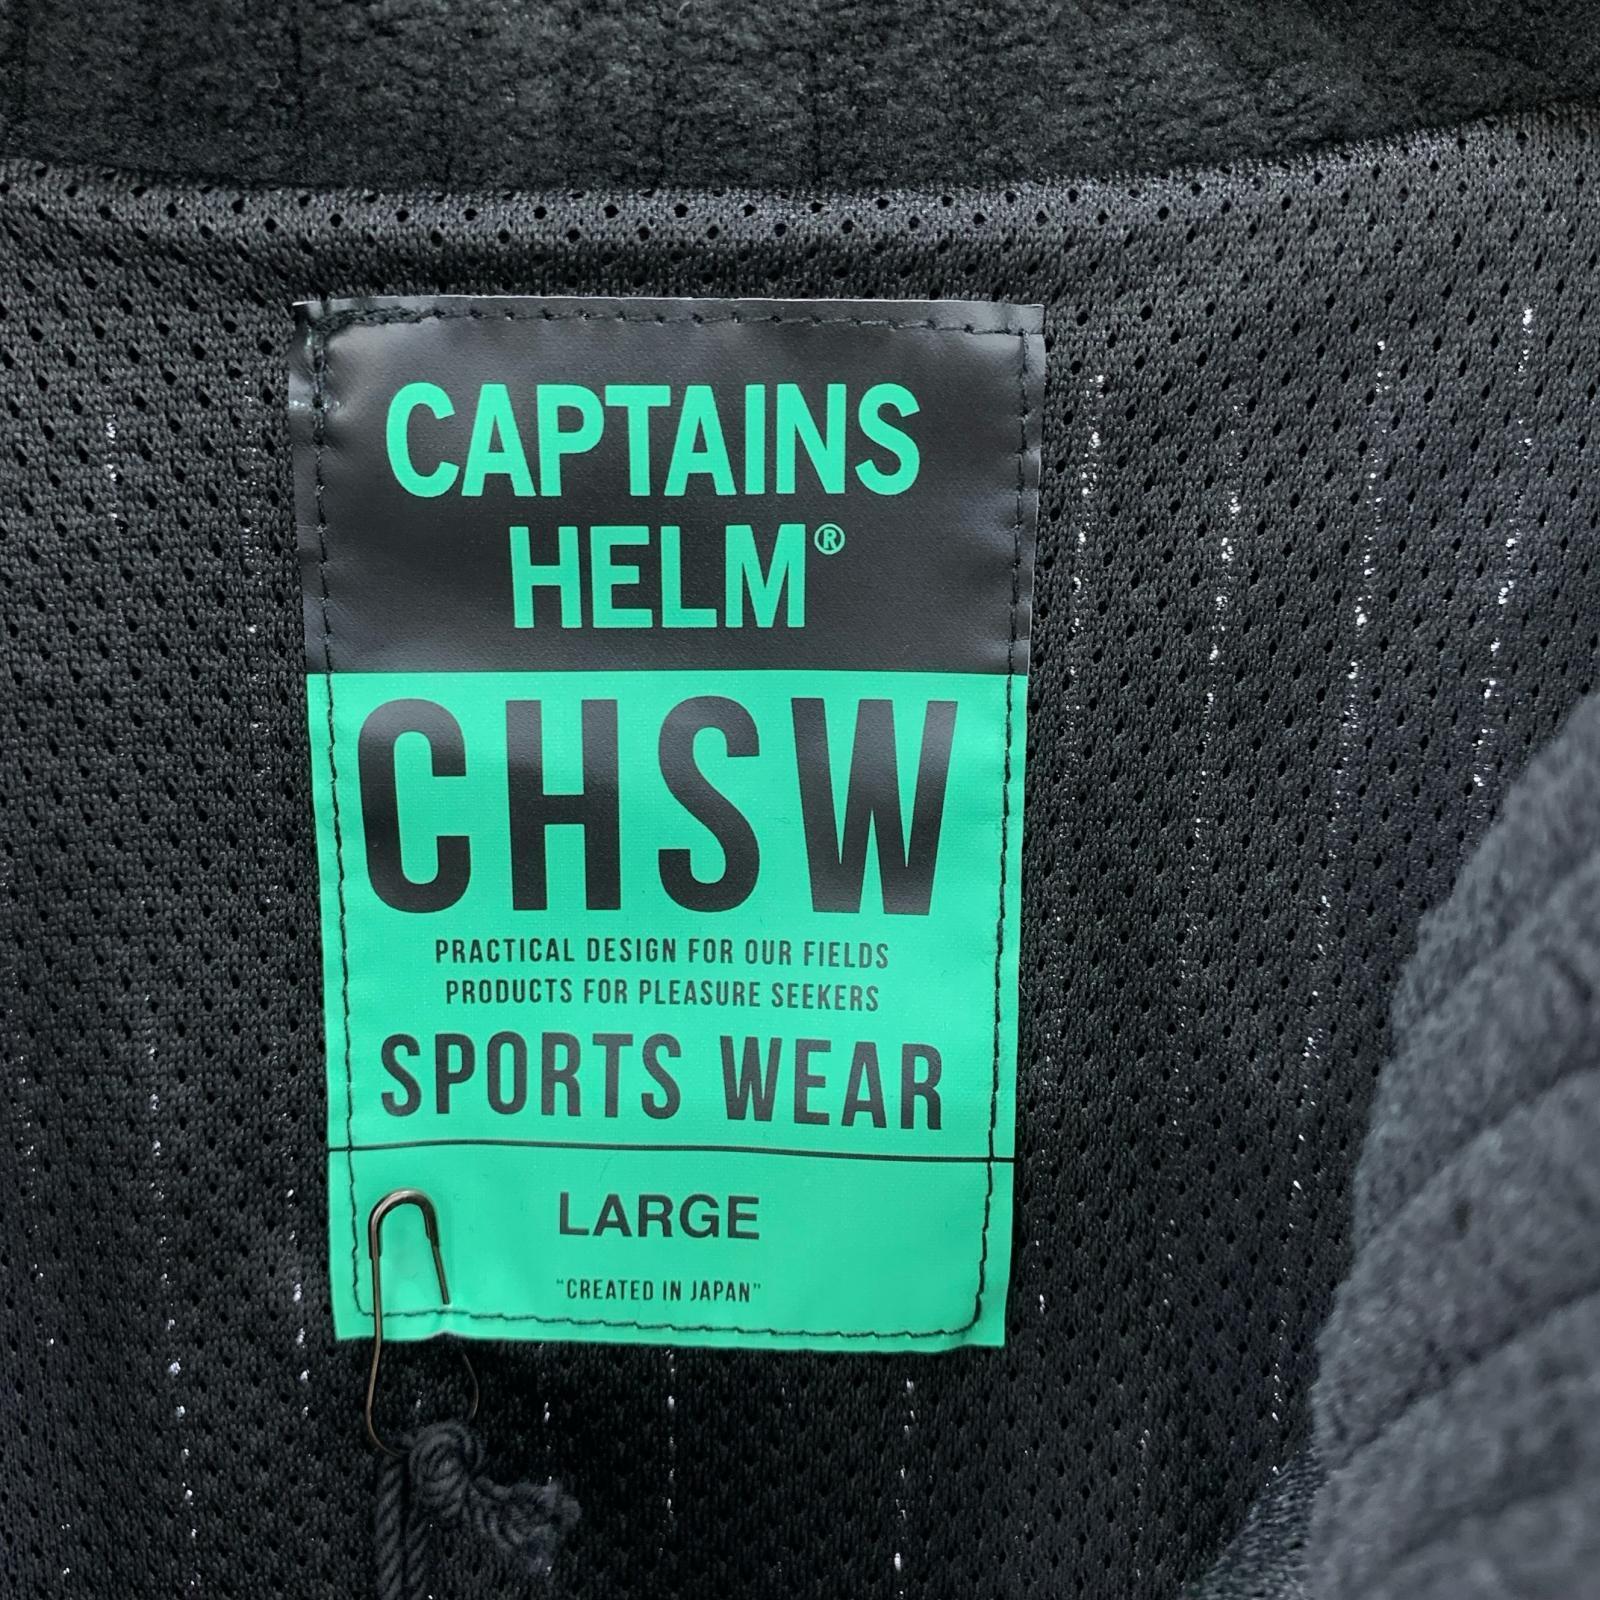 CAPTAINS
HELM®
CHSW
PRACTICAL DESIGN FOR OUR FIELDS
PRODUCTS FOR PLEASURE SEEKERS
SPORTS WEAR
LARGE
"CREATED IN JAPAN"